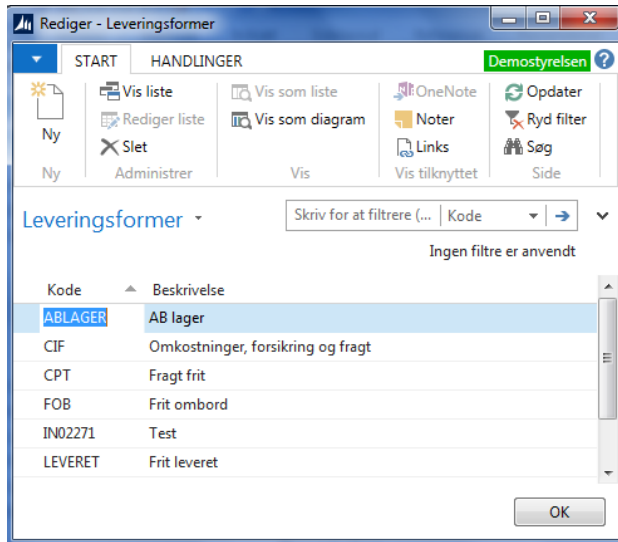 Rediger - Leveringsformer
START HANDLINGER Demostyrelsen ?
Ny
Vis liste
Rediger liste
Slet
Vis som liste
Vis som diagram
OneNote
Noter
Links
Opdater
Ryd filter
Søg
Ny Administrer Vis Vis tilknyttet Side
Leveringsformer Skriv for at filtrere (... Kode
Ingen filtre er anvendt
Kode Beskrivelse
ABLAGER AB lager
CIF Omkostninger, forsikring og fragt
CPT Fragt frit
FOB Frit ombord
IN02271 Test
LEVERET Frit leveret
OK